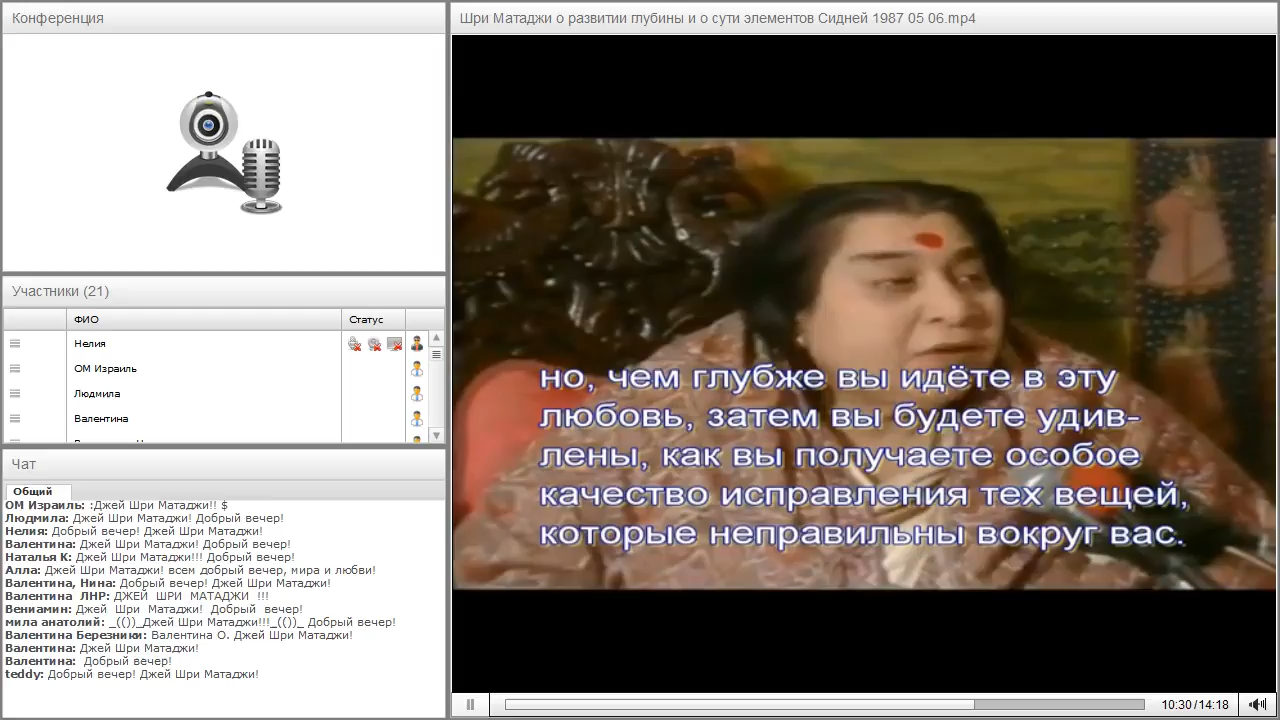 Конференция
Участники (21)
ФИО
Статус
Нелия
ОМ Израиль
Людмила
Валентина
Чат
Общий
ОМ Израиль: :Джей Шри Матаджи!! $
Людмила: Джей Шри Матаджи! Добрый вечер!
Нелия: Добрый вечер! Джей Шри Матаджи!
Валентина: Джей Шри Матаджи! Добрый вечер!
Наталья К: Джей Шри Матаджи!!! Добрый вечер!
Алла: Джей Шри Матаджи! всем добрый вечер, мира и любви!
Валентина, Нина: Добрый вечер! Джей Шри Матаджи!
Валентина ЛНР: ДЖЕЙ ШРИ МАТАДЖИ !!!
Вениамин: Джей Шри Матаджи! Добрый вечер!
мила анатолий: _(())_Джей Шри Матаджи!!!_(())_ Добрый вечер!
Валентина Березники: Валентина О. Джей Шри Матаджи!
Валентина: Джей Шри Матаджи!
Валентина: Добрый вечер!
teddy: Добрый вечер! Джей Шри Матаджи!
Шри Матаджи о развитии глубины и о сути элементов Сидней 1987 05 06.mp4
но, чем глубже вы идёте в эту
любовь, затем вы будете удив-
лены, как вы получаете особое
качество исправления тех вещей,
которые неправильны вокруг вас.
10:30/14:18